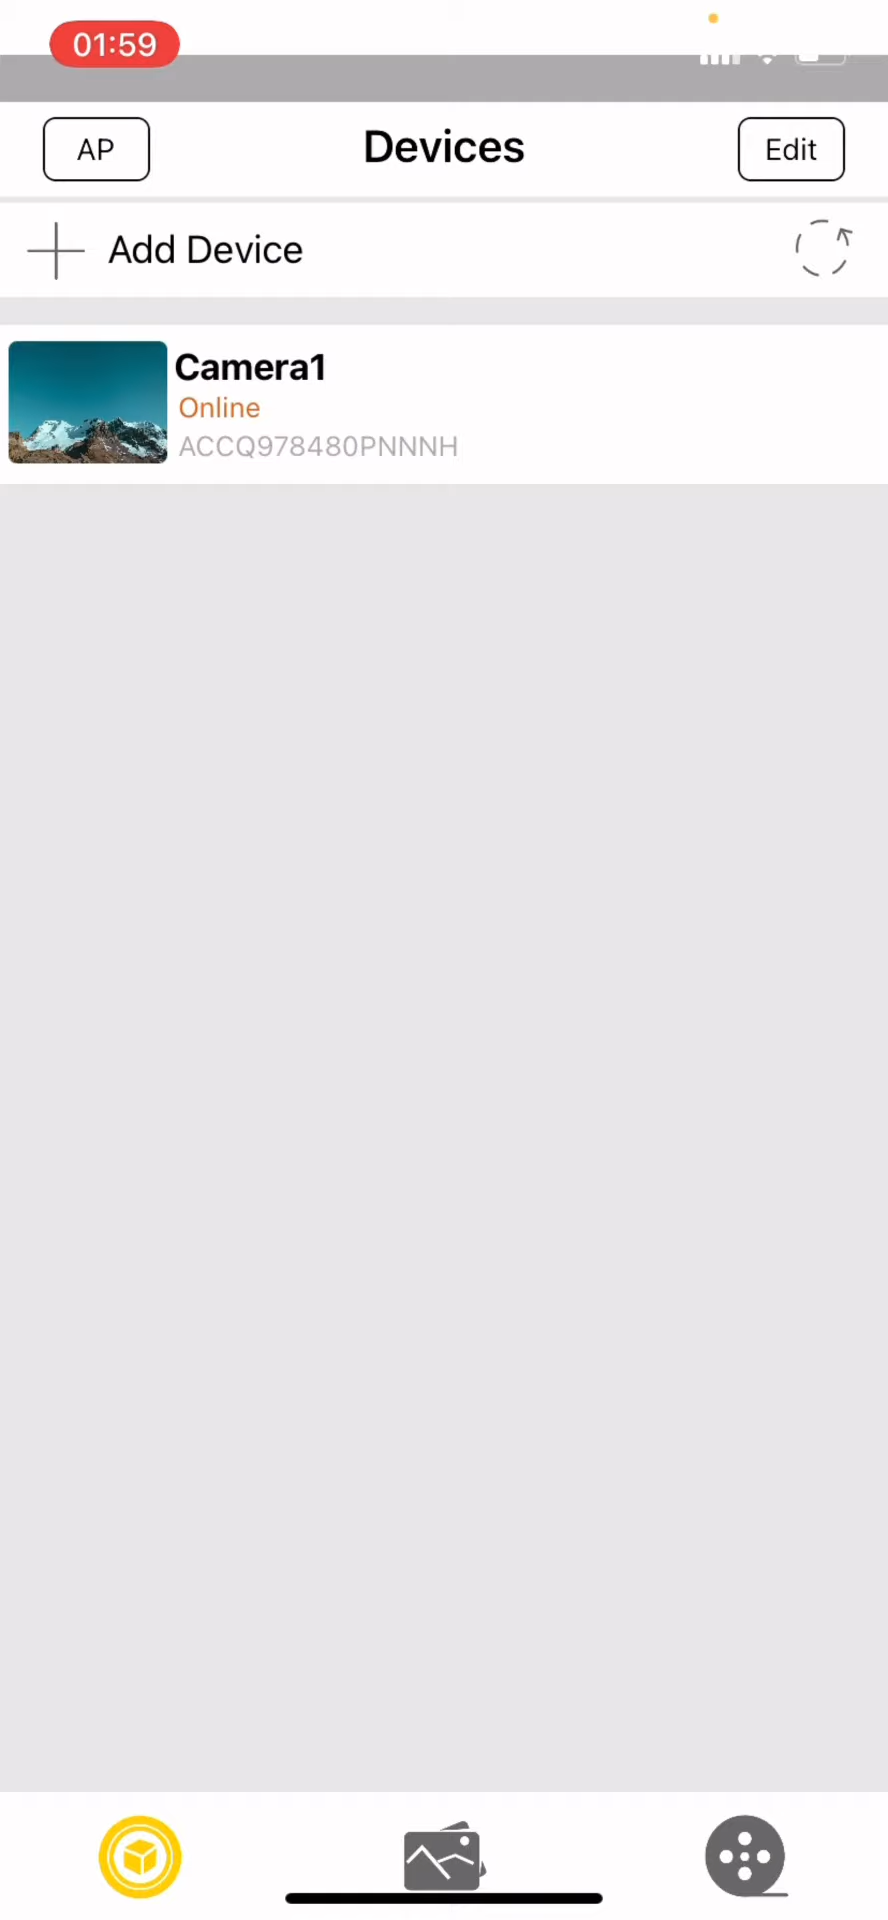 01:59
AP
Devices
Edit
Add Device
Camera1
Online
ACCQ978480PNNNH